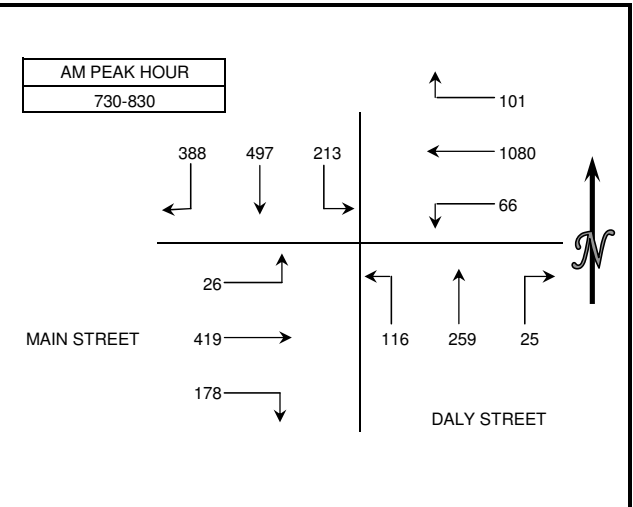 AM PEAK HOUR
730-830
101
388 497 213 1080
66
26
N
MAIN STREET 419 116 259 25
178
DALY STREET